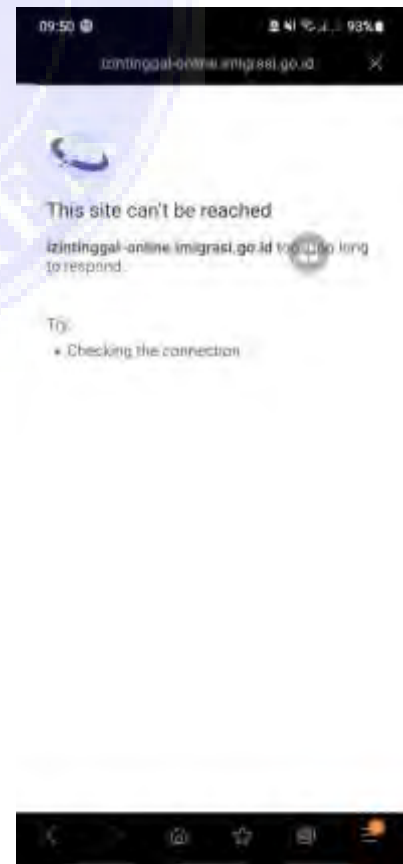 09:50
93%
izintinggal-online.imigrasi.go.id
This site can't be reached
izintinggal-online.imigrasi.go.id too long
to respond.
Try:
• Checking the connection